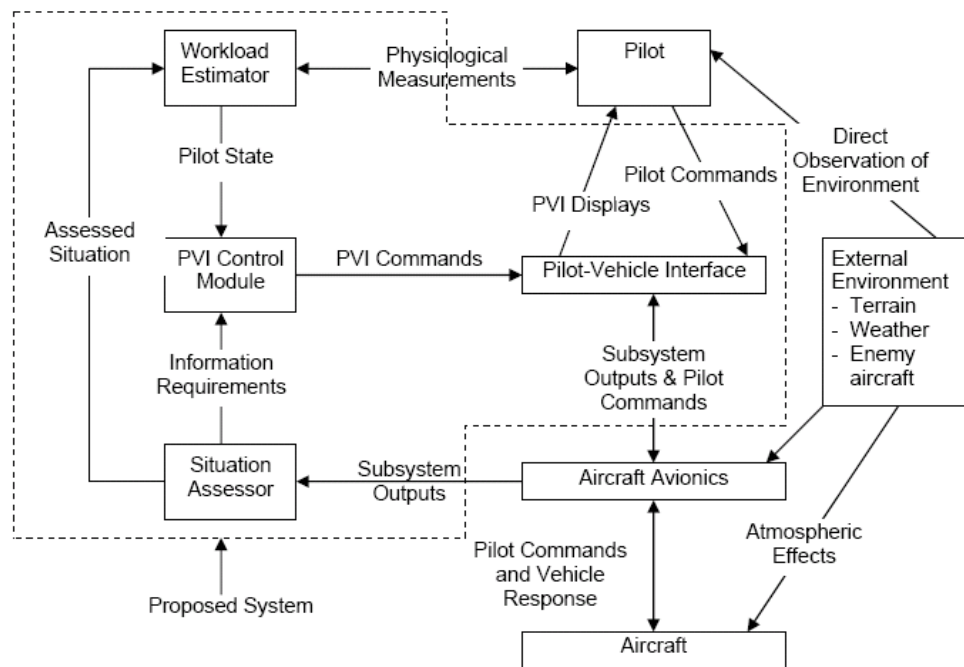 Workload
Estimator
Physiological
Measurements
Pilot
Pilot State
Pilot Commands
PVI Displays
Direct
Observation of
Environment
Assessed
Situation
PVI Control
Module
PVI Commands
Pilot-Vehicle Interface
External
Environment
- Terrain
- Weather
- Enemy
aircraft
Information
Requirements
Subsystem
Outputs & Pilot
Commands
Situation
Assessor
Subsystem
Outputs
Aircraft Avionics
Proposed System
Pilot Commands
and Vehicle
Response
Atmospheric
Effects
Aircraft